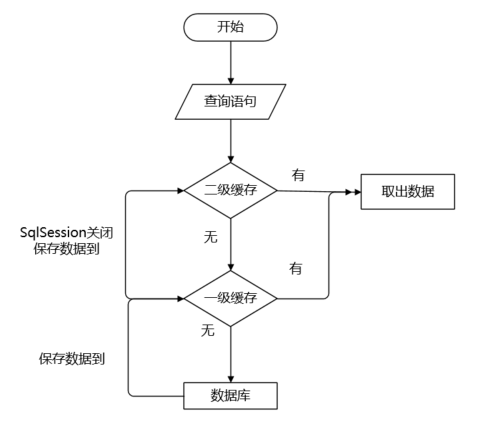 开始
查询语句
二级缓存
有
取出数据
SqlSession关闭
保存数据到
无
一级缓存
有
无
保存数据到
数据库